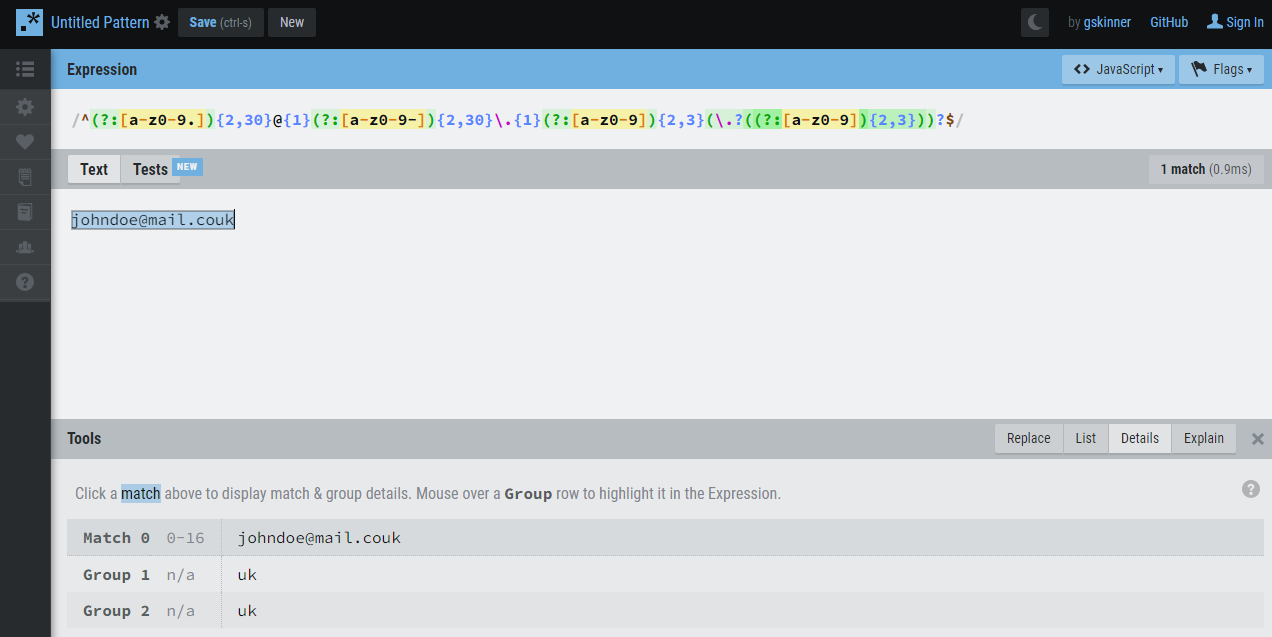 .* Untitled Pattern Save (ctrl-s) New by gskinner GitHub Sign In
Expression JavaScript ▾ Flags ▾
/^(?:[a-z0-9.]){2,30}@{1}(?:[a-z0-9-]){2,30}\.{1}(?:[a-z0-9]){2,3}(\.?((?:[a-z0-9]){2,3}))?$/
Text Tests NEW 1 match (0.9ms)
johndoe@mail.couk
Tools Replace List Details Explain ×
Click a match above to display match & group details. Mouse over a Group row to highlight it in the Expression. ?
Match 0 0-16 johndoe@mail.couk
Group 1 n/a uk
Group 2 n/a uk